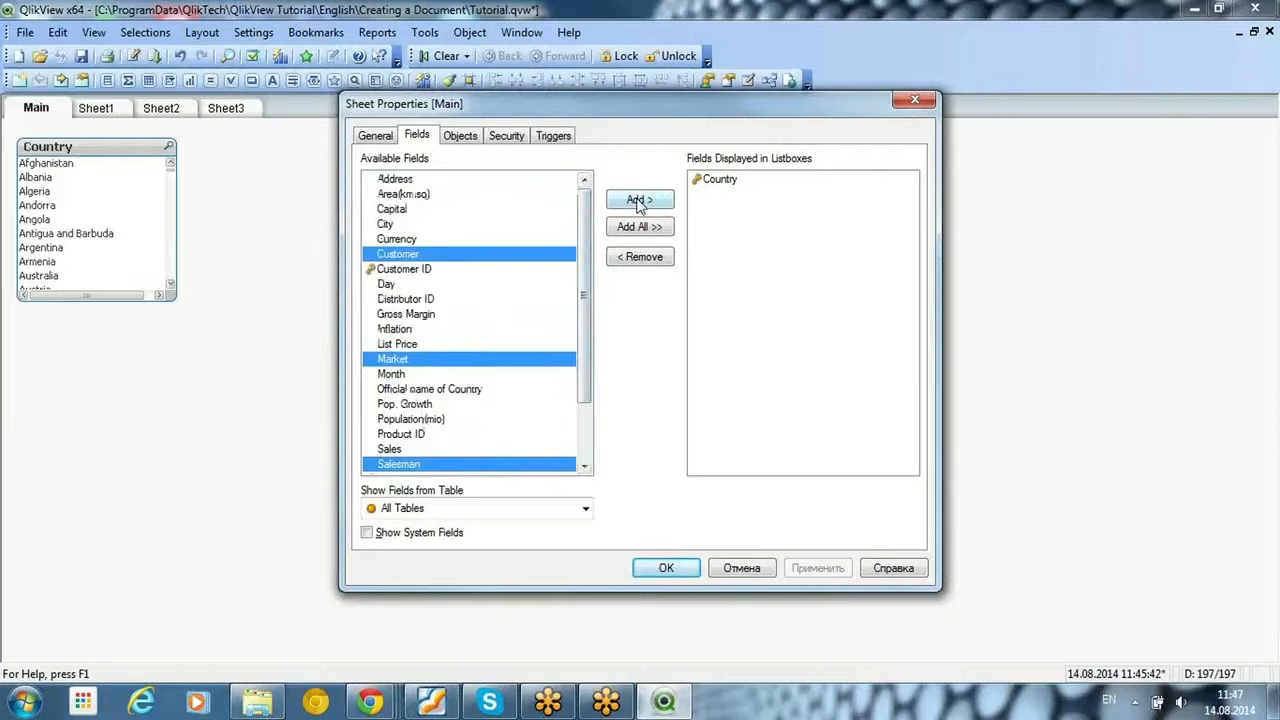 QlikView x64 - [C:\ProgramData\QlikTech\QlikView Tutorial\English\Creating a Document\Tutorial.qvw*]
File Edit View Selections Layout Settings Bookmarks Reports Tools Object Window Help
Clear Back Forward Lock Unlock
Main Sheet1 Sheet2 Sheet3
Country
Afghanistan
Albania
Algeria
Andorra
Angola
Antigua and Barbuda
Argentina
Armenia
Australia
Austria
Sheet Properties [Main]
General Fields Objects Security Triggers
Available Fields
Address
Area(km.sq)
Capital
City
Currency
Customer
Customer ID
Day
Distributor ID
Gross Margin
Inflation
List Price
Market
Month
Official name of Country
Pop. Growth
Population(mio)
Product ID
Sales
Salesman
Add >
Add All >>
< Remove
Fields Displayed in Listboxes
Country
Show Fields from Table
All Tables
Show System Fields
OK Отмена Применить Справка
For Help, press F1
14.08.2014 11:45:42* D: 197/197
EN
11:47
14.08.2014